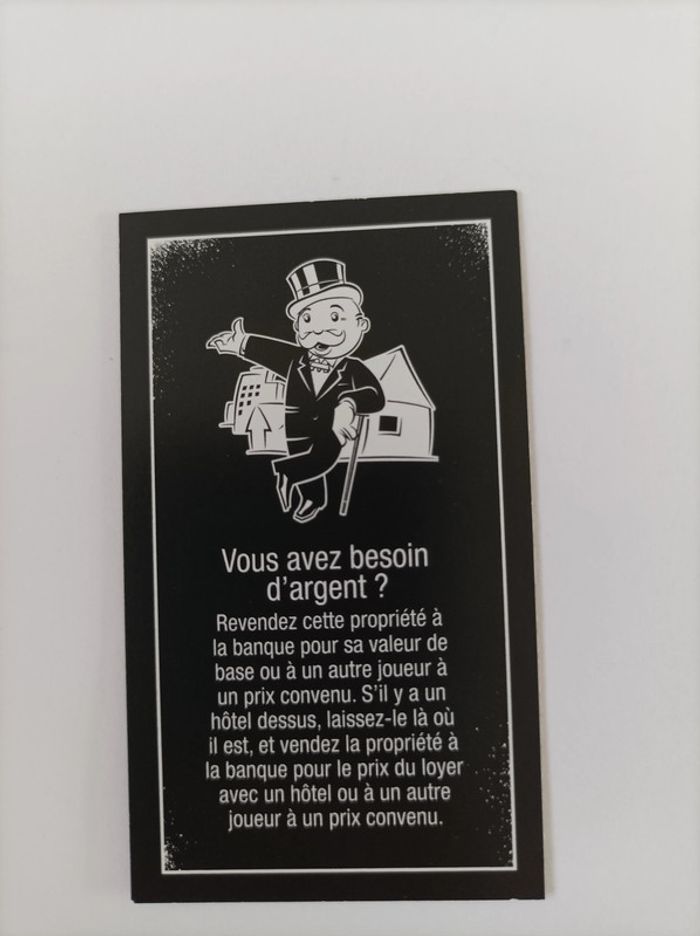 Vous avez besoin
d'argent ?
Revendez cette propriété à
la banque pour sa valeur de
base ou à un autre joueur à
un prix convenu. S'il y a un
hôtel dessus, laissez-le là où
il est, et vendez la propriété à
la banque pour le prix du loyer
avec un hôtel ou à un autre
joueur à un prix convenu.